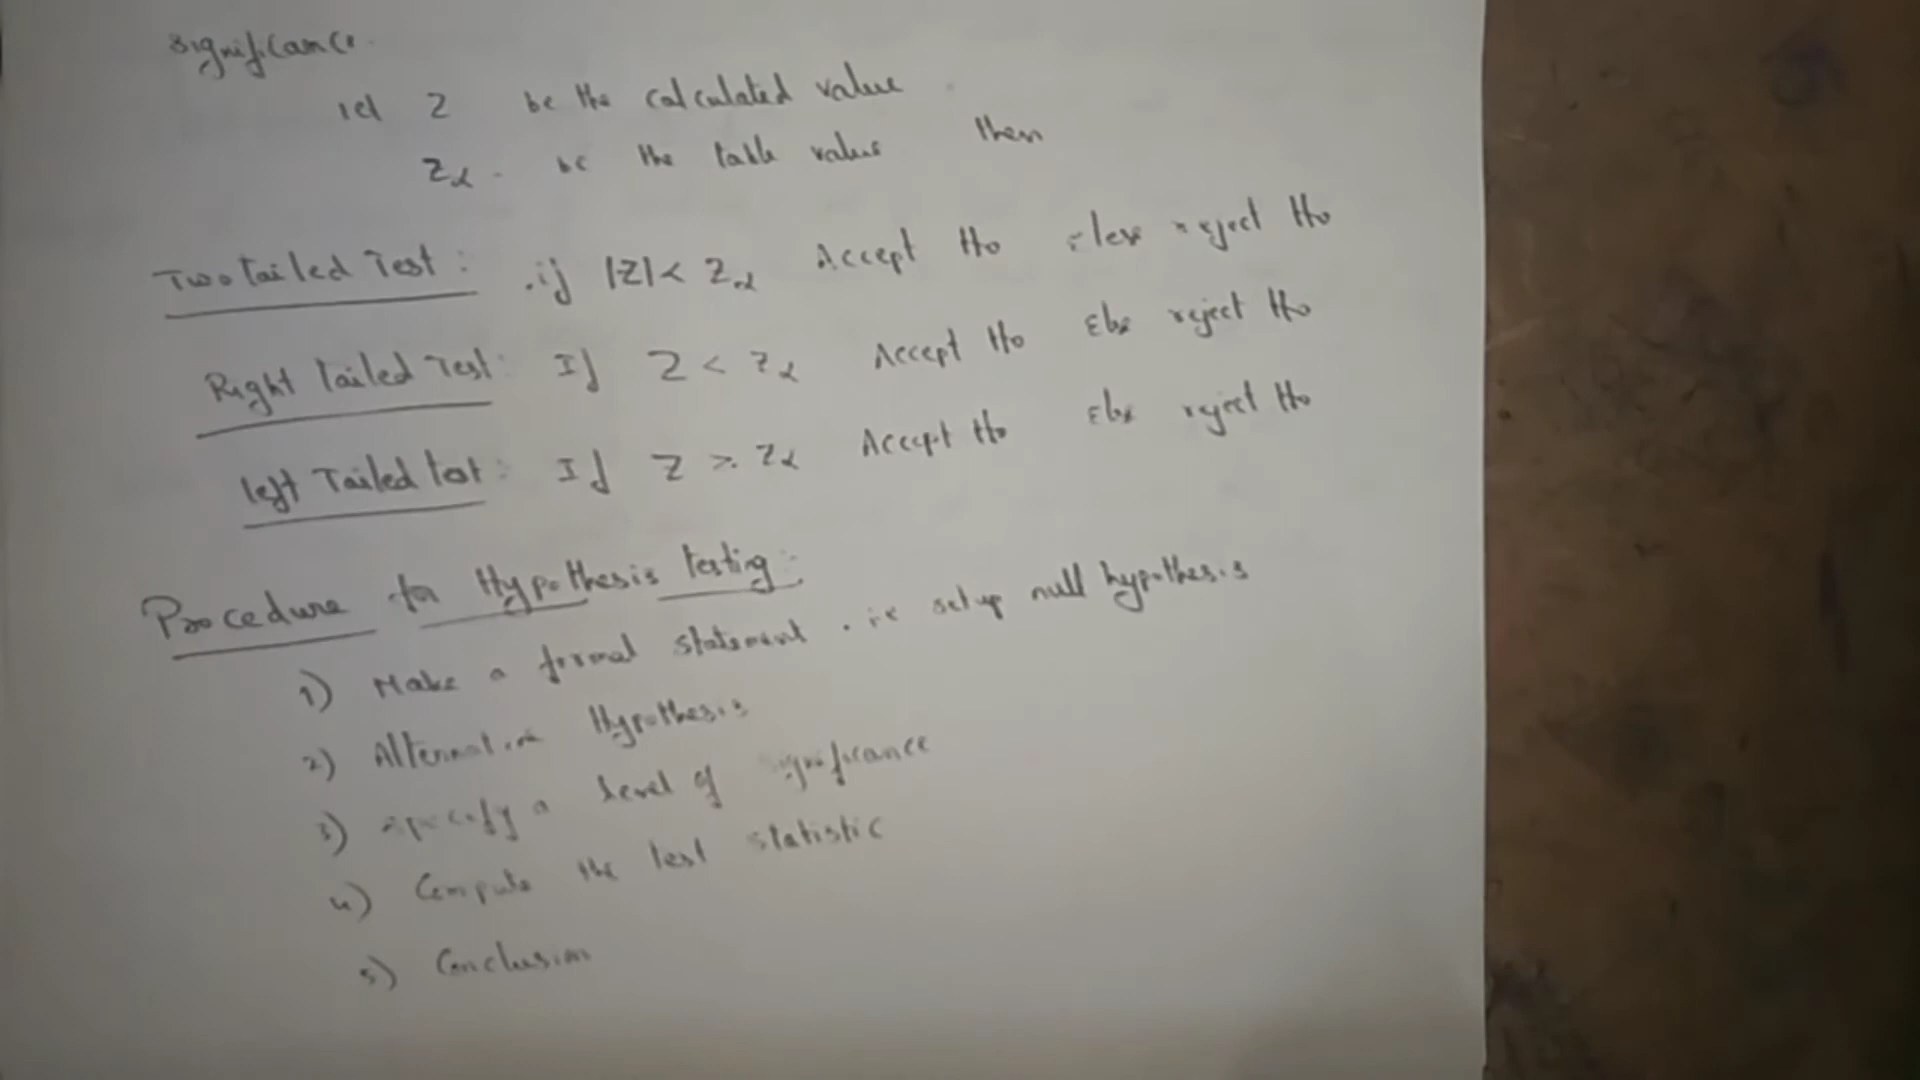 significance.
let Z be the calculated value
Zα be the table value then
Two Tailed Test : if |Z| < Zα Accept Ho else reject Ho
Right Tailed Test : If Z < Zα Accept Ho Else reject Ho
left Tailed test : If Z > Zα Accept Ho Else reject Ho
Procedure for Hypothesis Testing :
1) Make a formal statement . ie set up null hypothesis
2) Alternative Hypothesis
3) specify a level of significance
4) Compute the test statistic
5) Conclusion